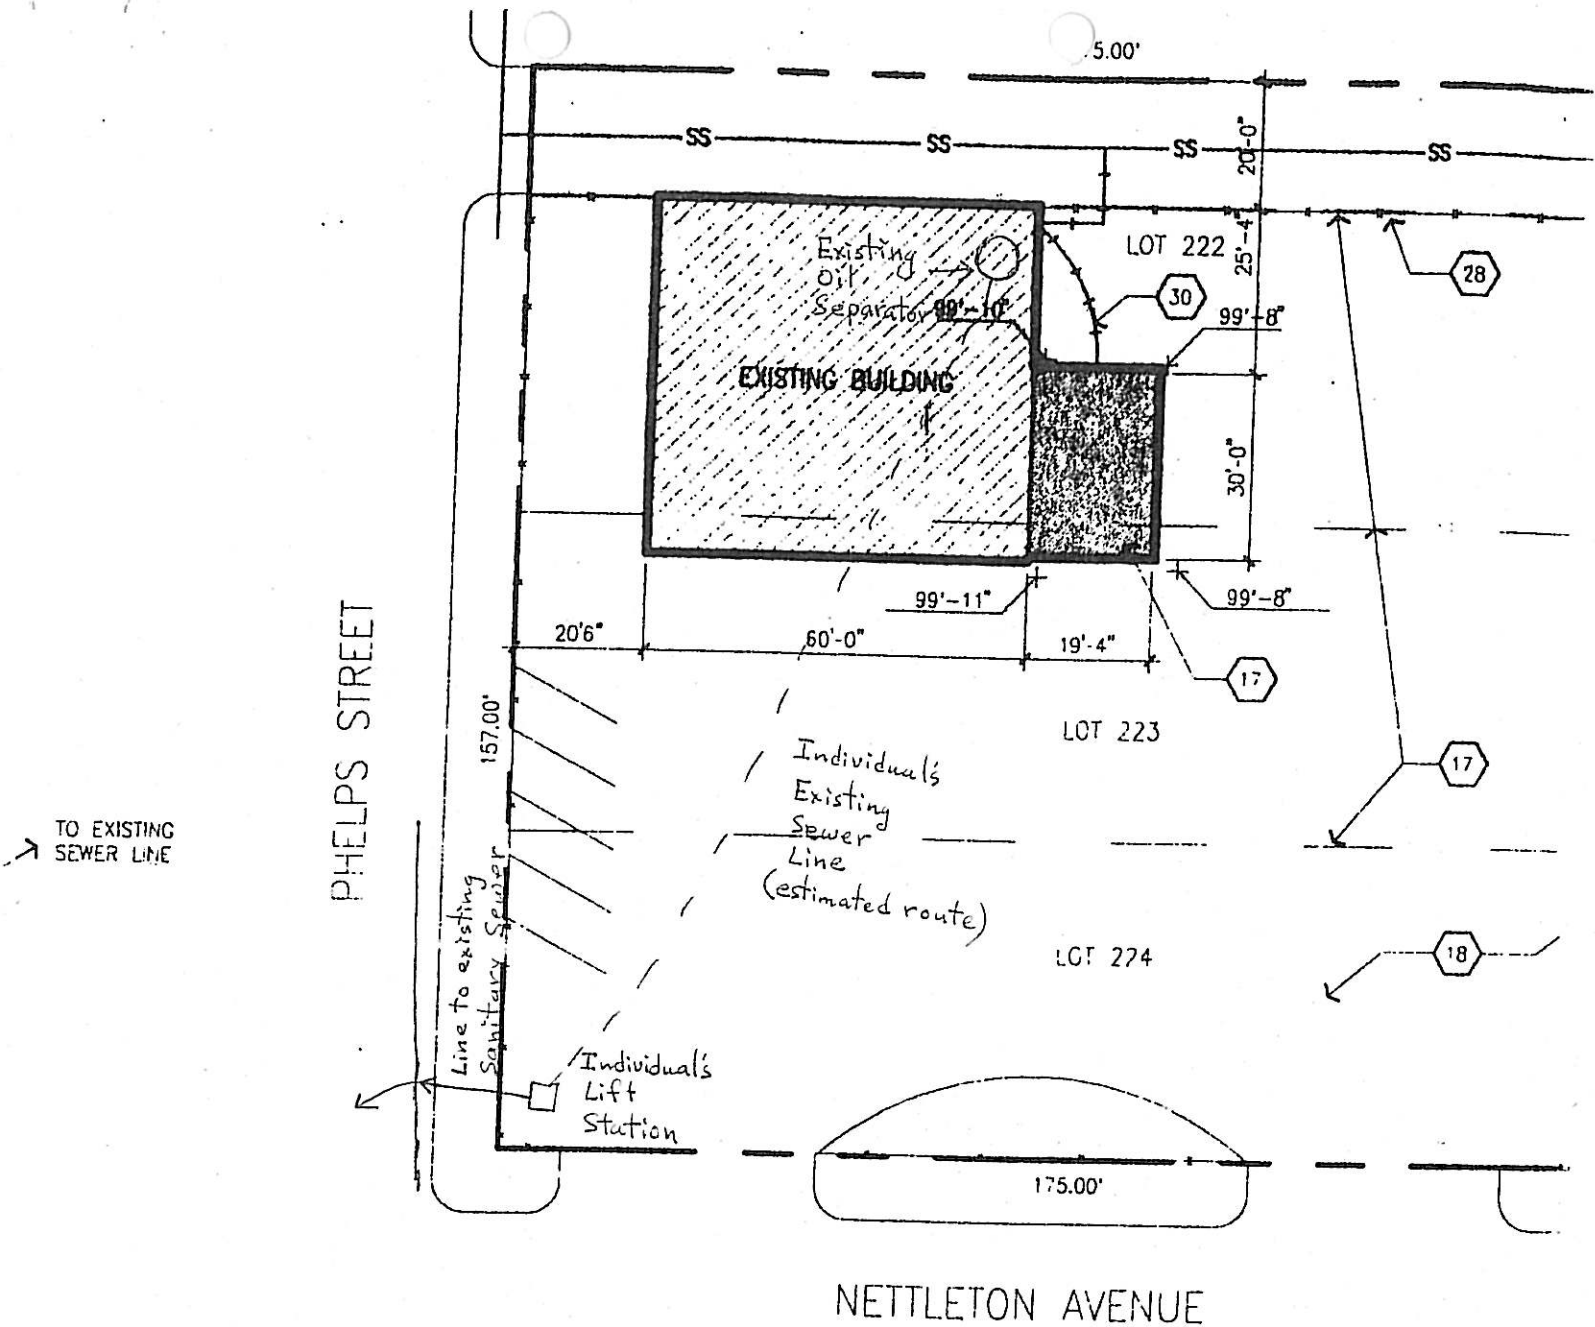 5.00'
SS
SS
SS
SS
20'-0"
Existing
Oil
Separator
99'-10"
LOT 222
25'-4
28
30
99'-8"
EXISTING BUILDING
30'-0"
99'-11"
99'-8"
20'6"
60'-0"
19'-4"
17
PHELPS STREET
157.00'
LOT 223
Individual's
Existing
Sewer
Line
(estimated route)
17
TO EXISTING
SEWER LINE
Line to existing
Sanitary Sewer
LOT 224
18
Individual's
Lift
Station
175.00'
NETTLETON AVENUE